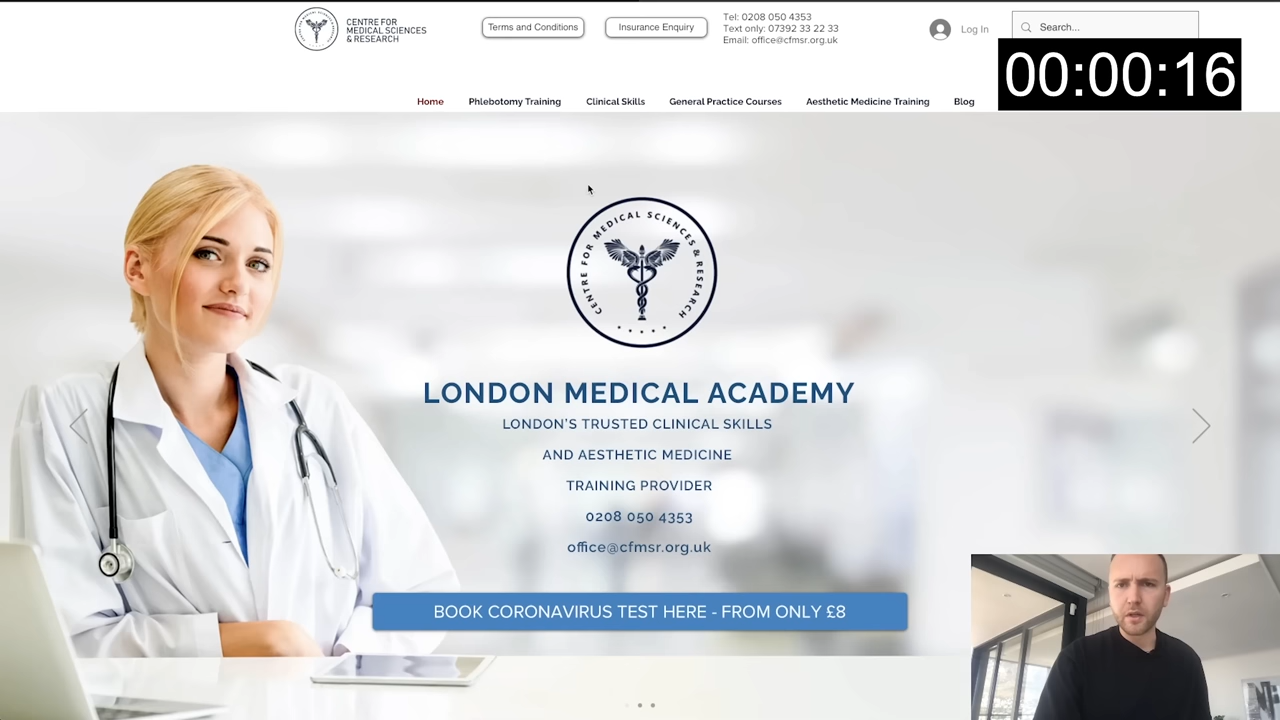 CENTRE FOR
MEDICAL SCIENCES
& RESEARCH
Terms and Conditions
Insurance Enquiry
Tel: 0208 050 4353
Text only: 07392 33 22 33
Email: office@cfmsr.org.uk
Log In
Search...
00:00:16
Home
Phlebotomy Training
Clinical Skills
General Practice Courses
Aesthetic Medicine Training
Blog
CENTRE FOR MEDICAL SCIENCES & RESEARCH
LONDON MEDICAL ACADEMY
LONDON'S TRUSTED CLINICAL SKILLS
AND AESTHETIC MEDICINE
TRAINING PROVIDER
0208 050 4353
office@cfmsr.org.uk
BOOK CORONAVIRUS TEST HERE - FROM ONLY £8